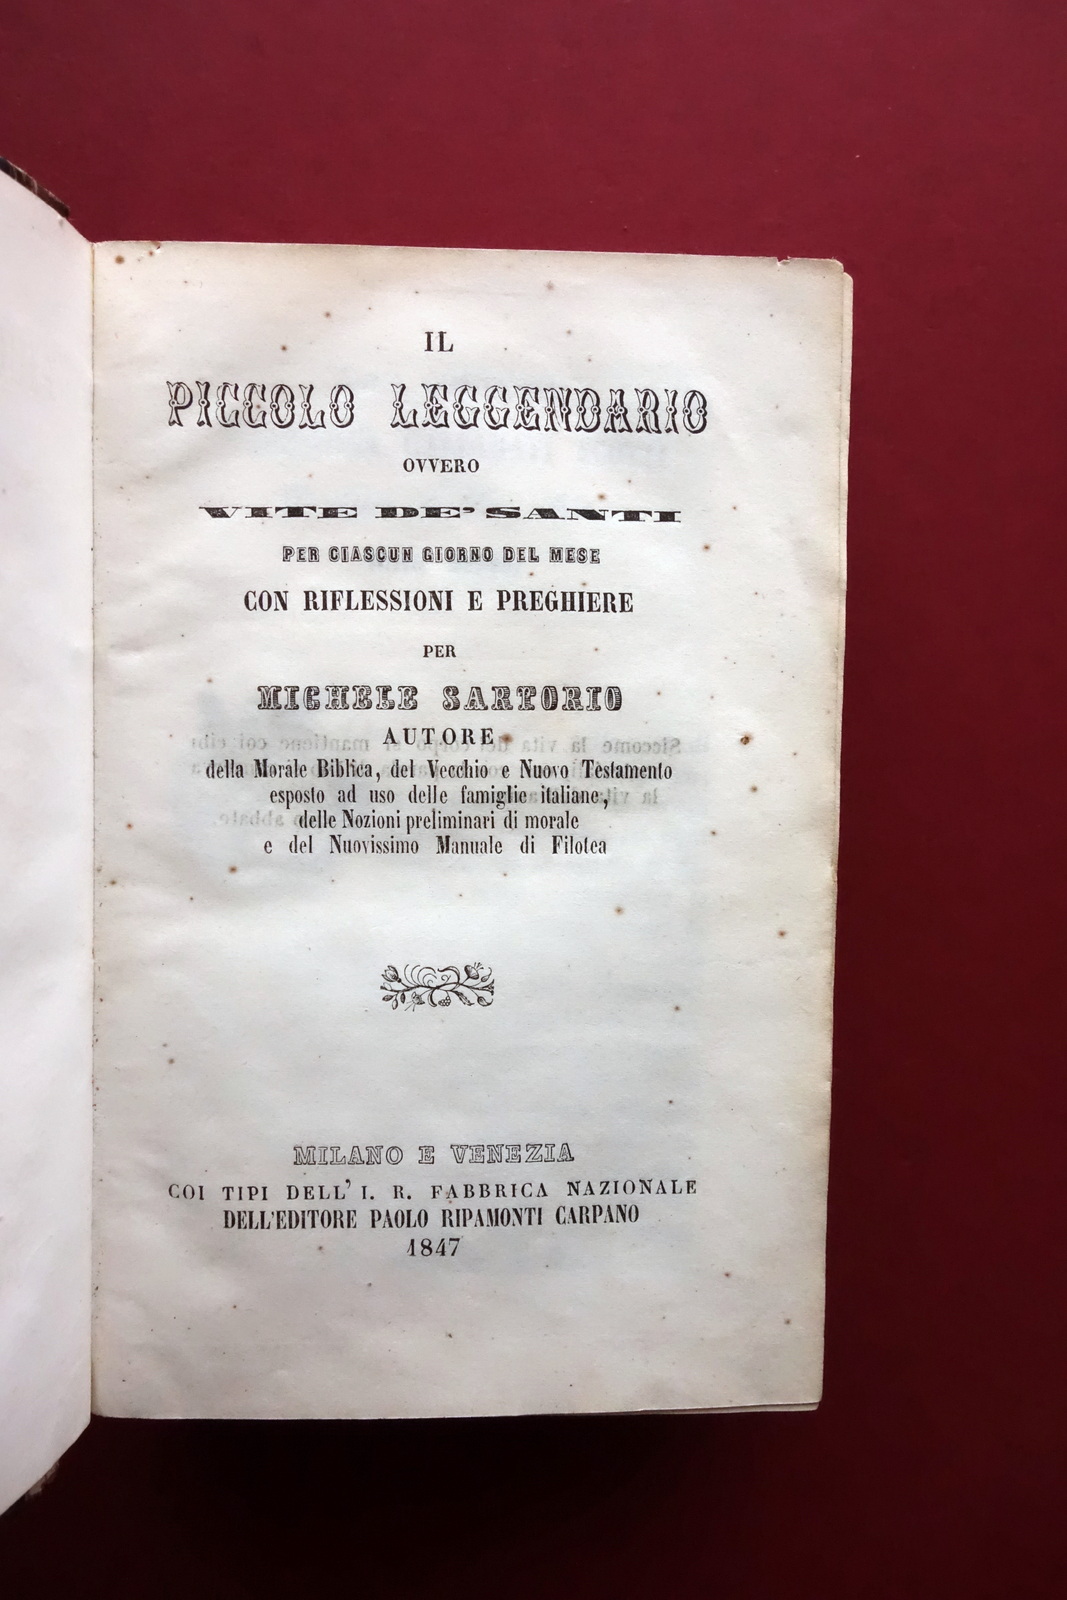 IL
PICCOLO LEGGENDARIO
OVVERO
VITE DE' SANTI
PER CIASCUN GIORNO DEL MESE
CON RIFLESSIONI E PREGHIERE
PER
MICHELE SARTORIO
AUTORE
della Morale Biblica, del Vecchio e Nuovo Testamento
esposto ad uso delle famiglie italiane,
delle Nozioni preliminari di morale
e del Nuovissimo Manuale di Filotea
MILANO E VENEZIA
COI TIPI DELL' I. R. FABBRICA NAZIONALE
DELL'EDITORE PAOLO RIPAMONTI CARPANO
1847